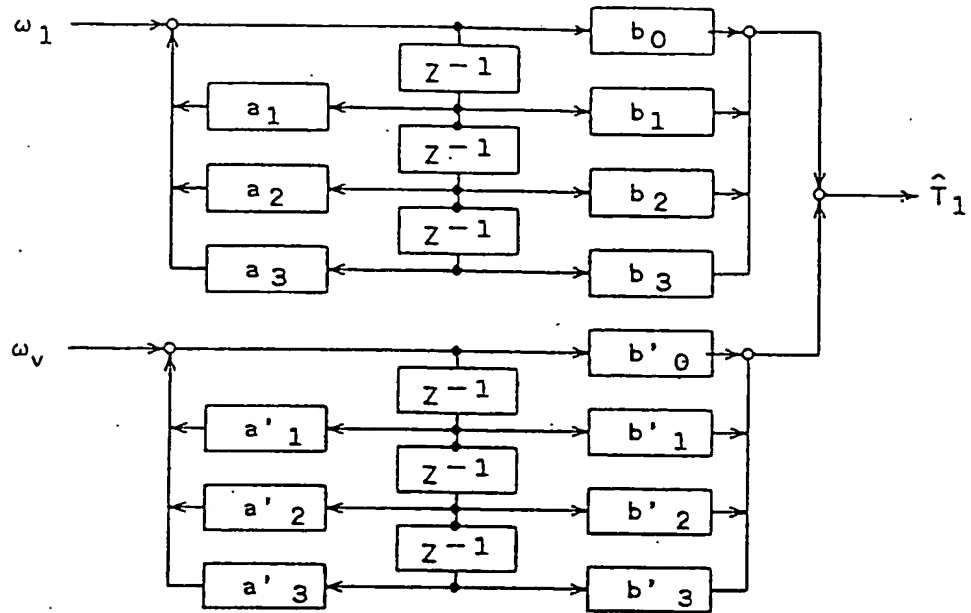 ω1 b0
Z-1
a1 b1
Z-1
a2 b2 T̂1
Z-1
a3 b3
ωv b'0
Z-1
a'1 b'1
Z-1
a'2 b'2
Z-1
a'3 b'3